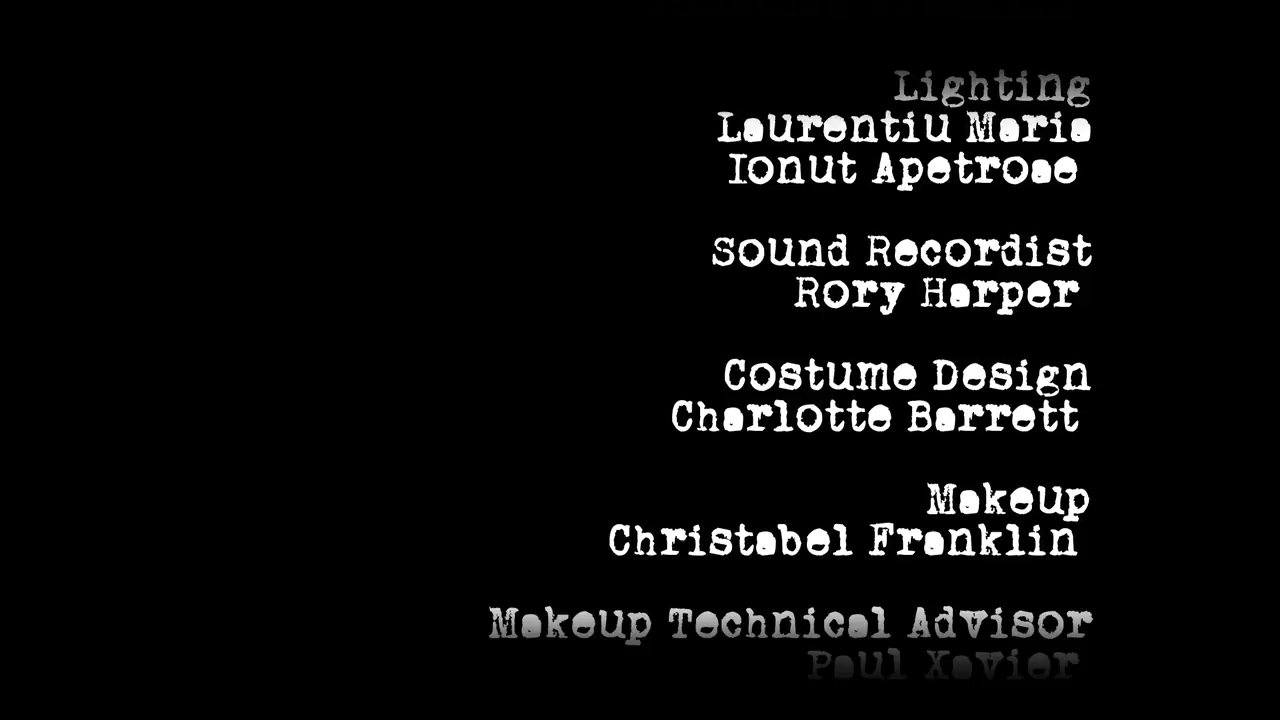 Lighting
Laurentiu Maria
Ionut Apetroae
Sound Recordist
Rory Harper
Costume Design
Charlotte Barrett
Makeup
Christabel Franklin
Makeup Technical Advisor
Paul Xavier